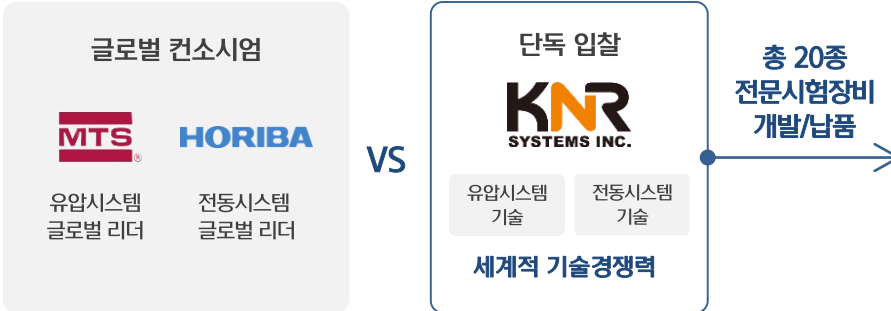 글로벌 컨소시엄
MTS
®
HORIBA
유압시스템
글로벌 리더
전동시스템
글로벌 리더
VS
단독 입찰
KNR
SYSTEMS INC.
유압시스템
기술
전동시스템
기술
세계적 기술경쟁력
총 20종
전문시험장비
개발/납품